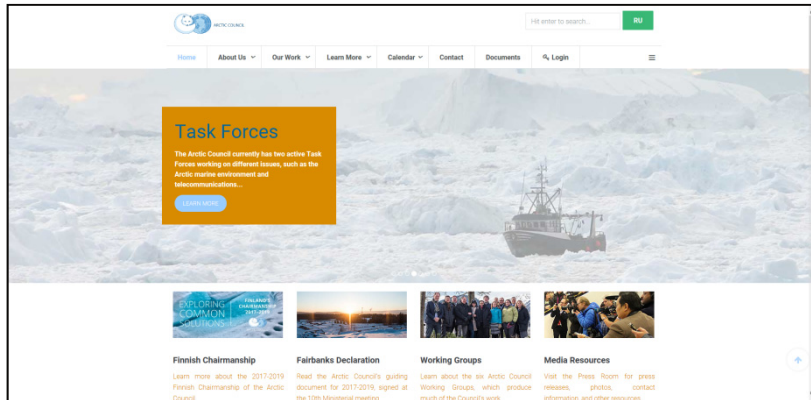 ARCTIC COUNCIL
Hit enter to search...
RU
Home
About Us
Our Work
Learn More
Calendar
Contact
Documents
Login
Task Forces
The Arctic Council currently has two active Task
Forces working on different issues, such as the
Arctic marine environment and
telecommunications...
LEARN MORE
EXPLORING
COMMON
SOLUTIONS
FINLAND'S
CHAIRMANSHIP
2017-2019
Finnish Chairmanship
Learn more about the 2017-2019
Finnish Chairmanship of the Arctic
Council.
Fairbanks Declaration
Read the Arctic Council's guiding
document for 2017-2019, signed at
the 10th Ministerial meeting
Working Groups
Learn about the six Arctic Council
Working Groups, which produce
much of the Council's work
Media Resources
Visit the Press Room for press
releases, photos, contact
information, and other resources